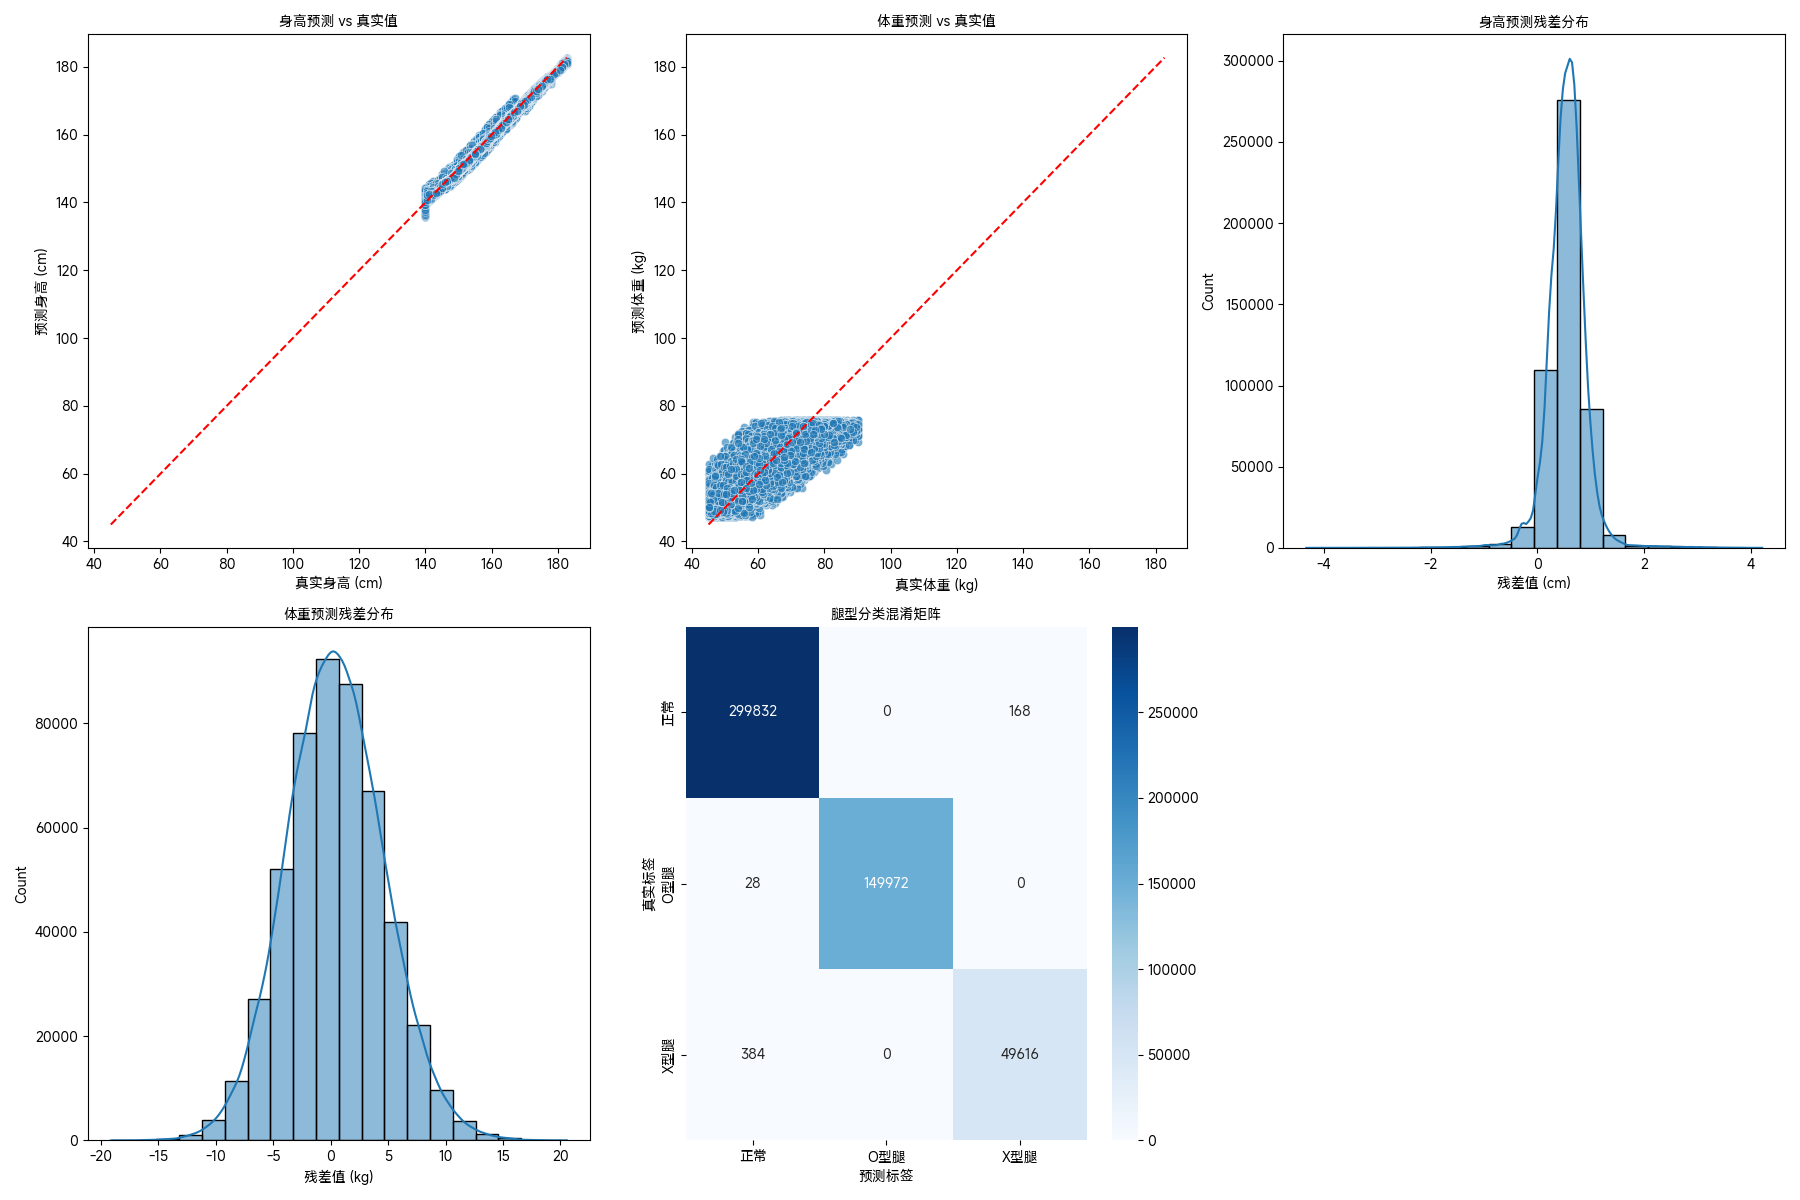 身高预测 vs 真实值
180
160
140
120
100
80
60
40
预测身高 (cm)
40 60 80 100 120 140 160 180
真实身高 (cm)
体重预测 vs 真实值
180
160
140
120
100
80
60
40
预测体重 (kg)
40 60 80 100 120 140 160 180
真实体重 (kg)
身高预测残差分布
300000
250000
200000
150000
100000
50000
0
Count
-4 -2 0 2 4
残差值 (cm)
体重预测残差分布
80000
60000
40000
20000
0
Count
-20 -15 -10 -5 0 5 10 15 20
残差值 (kg)
腿型分类混淆矩阵
正常
O型腿
X型腿
真实标签
299832 0 168
28 149972 0
384 0 49616
正常 O型腿 X型腿
预测标签
250000
200000
150000
100000
50000
0